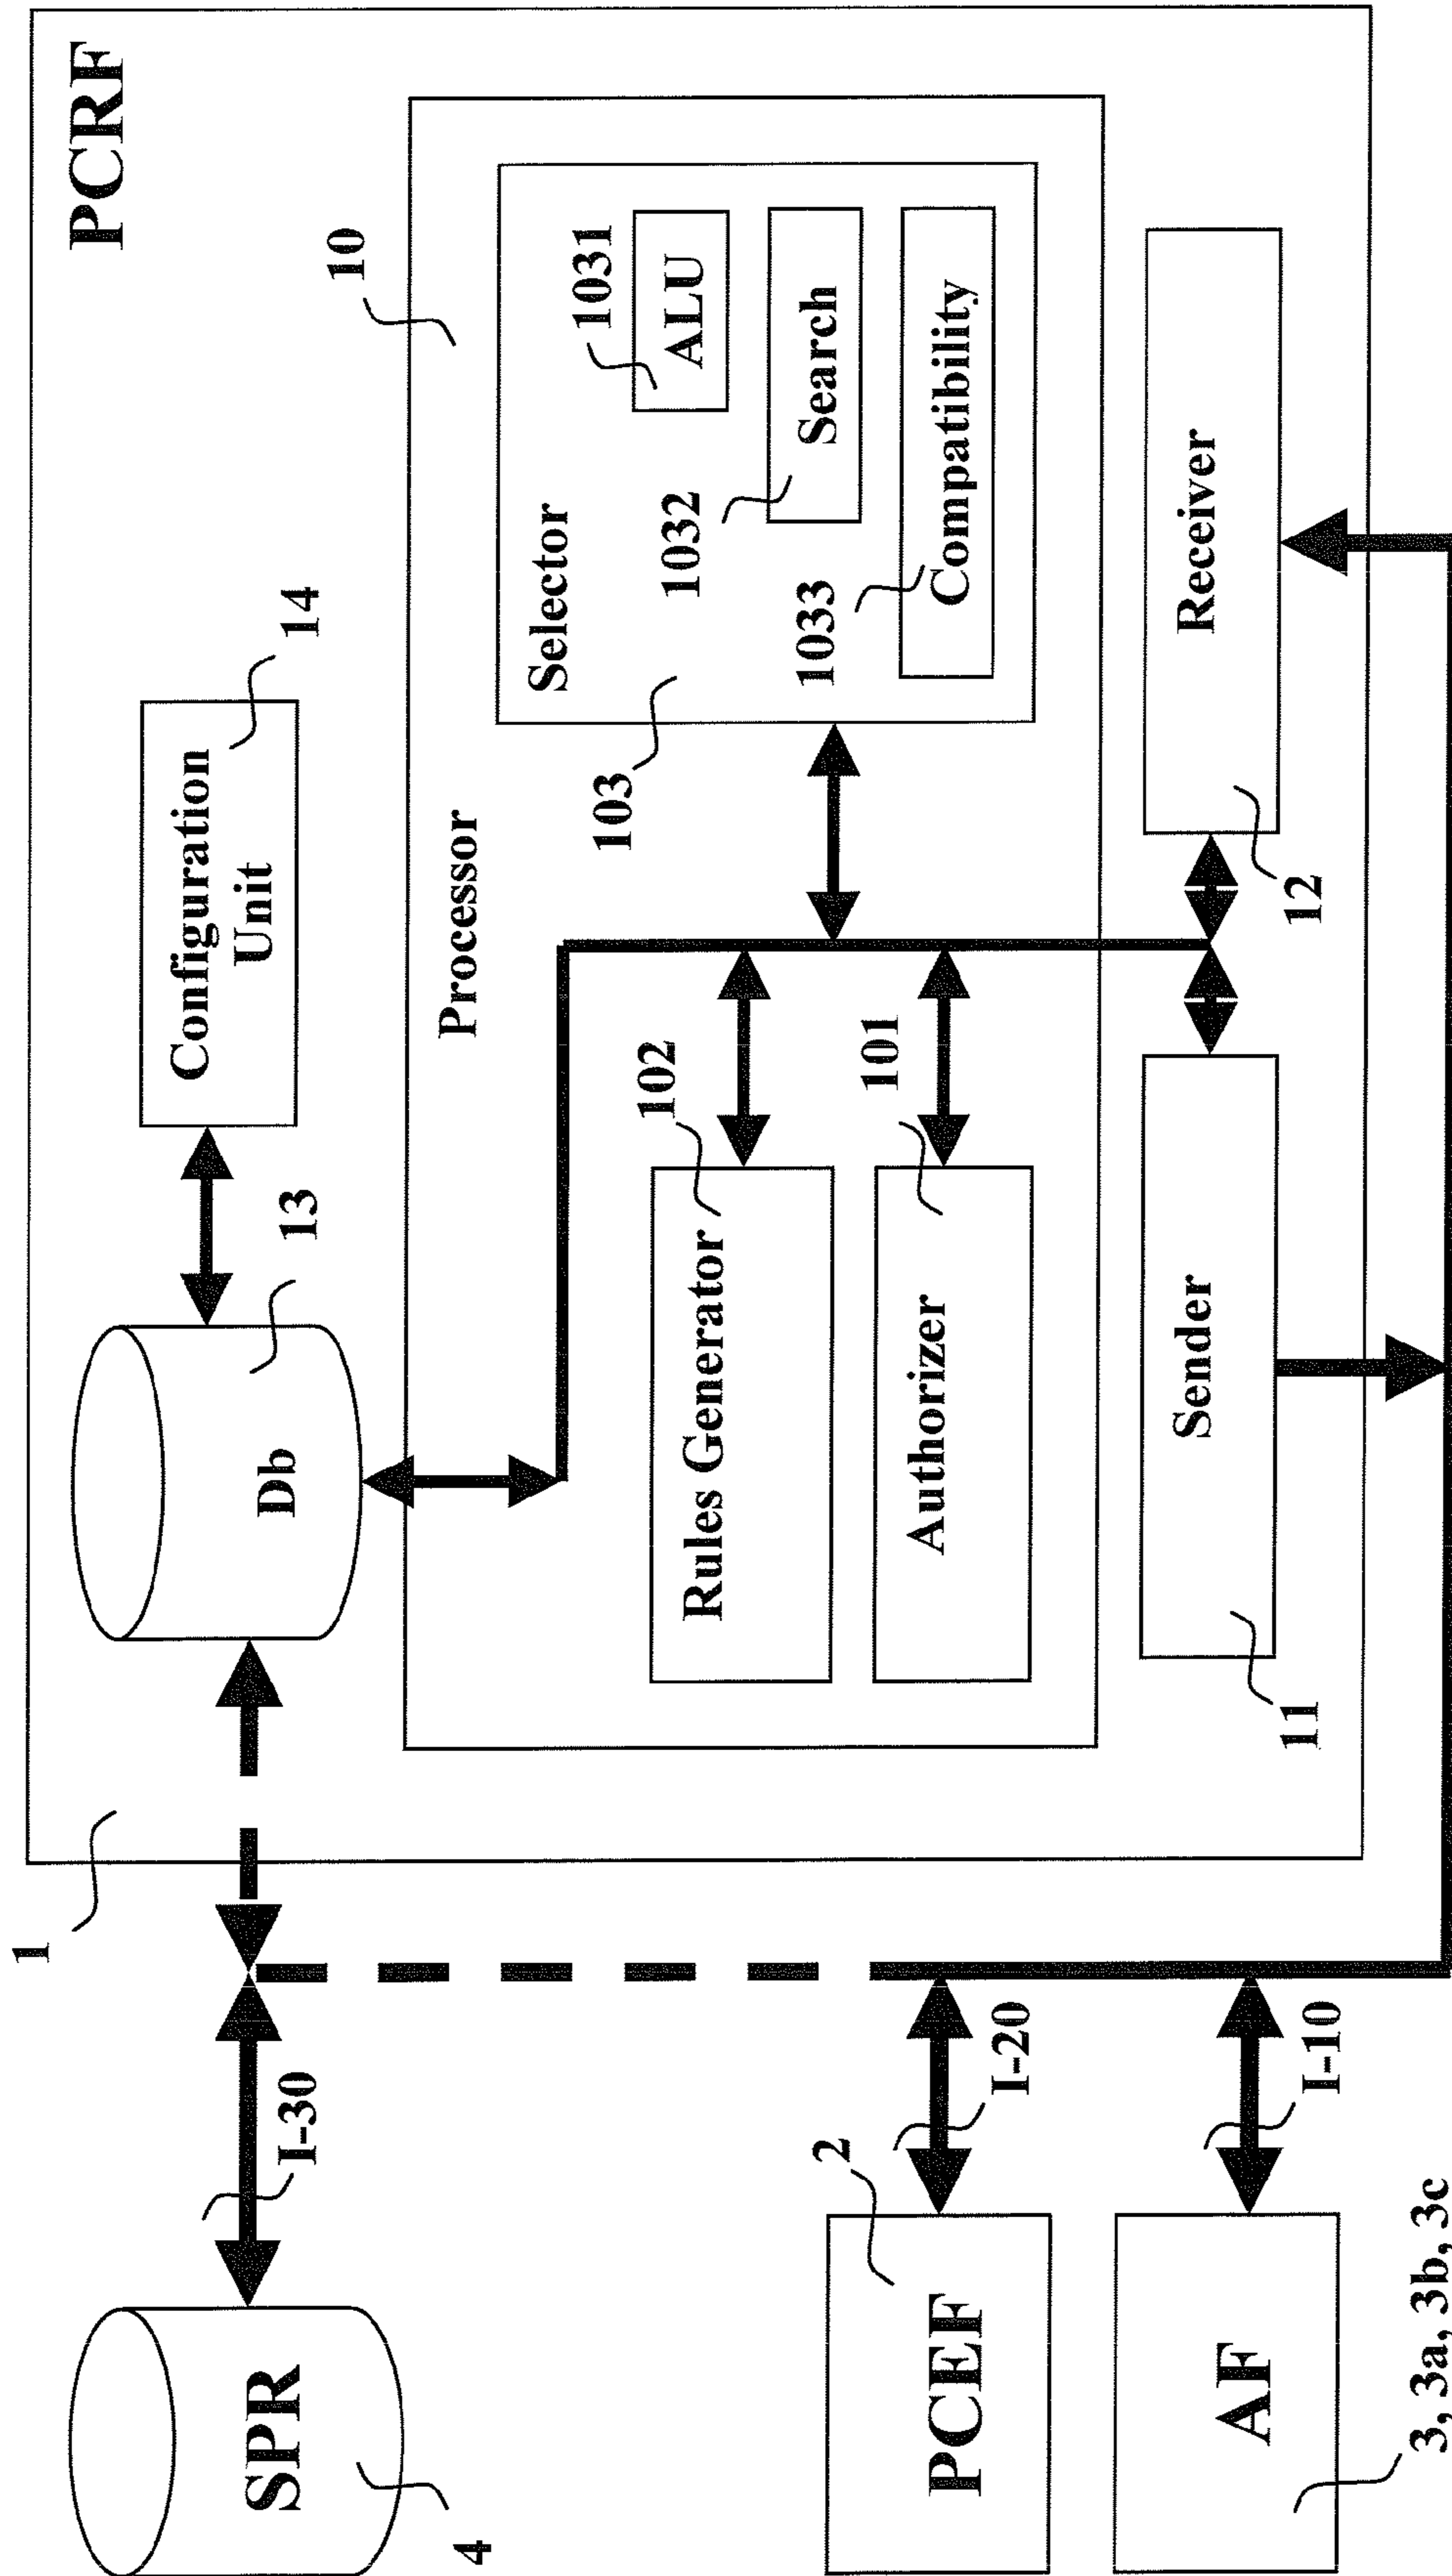 PCRF
1
SPR
4
I-30
Db
13
Configuration
Unit
14
10
Processor
Selector
103
ALU
1031
Search
1032
Compatibility
1033
Rules Generator
102
Authorizer
101
Sender
11
Receiver
12
PCEF
2
I-20
AF
I-10
3, 3a, 3b, 3c